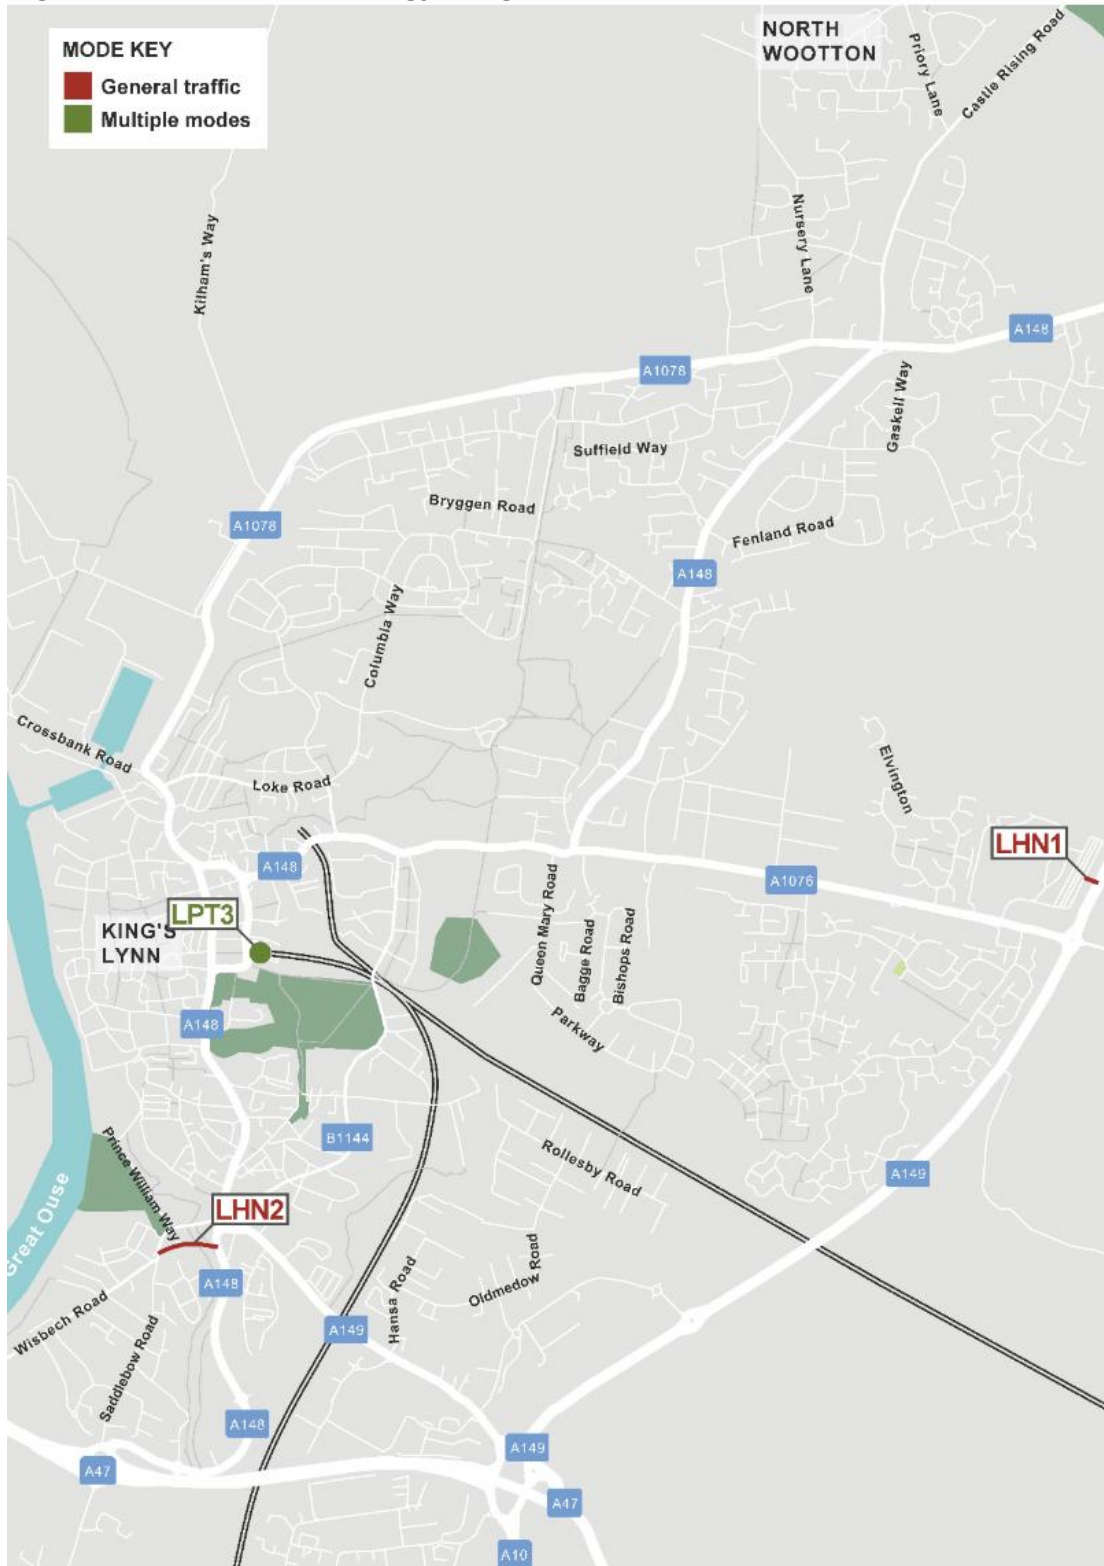 MODE KEY
General traffic
Multiple modes
NORTH
WOOTTON
Priory Lane
Castle Rising Road
Kilham's Way
Nursery Lane
A148
A1078
Gaskell Way
Suffield Way
Bryggen Road
A1078
Fenland Road
A148
Columbia Way
Crossbank Road
Elvington
Loke Road
LHN1
A148
A1076
Queen Mary Road
LPT3
KING'S
LYNN
Bagge Road
Bishops Road
A148
Parkway
Prince William Way
B1144
Rollesby Road
A149
Great Ouse
LHN2
A148
Hansa Road
Oldmedow Road
Wisbech Road
A149
Saddlebow Road
A148
A149
A47
A47
A10